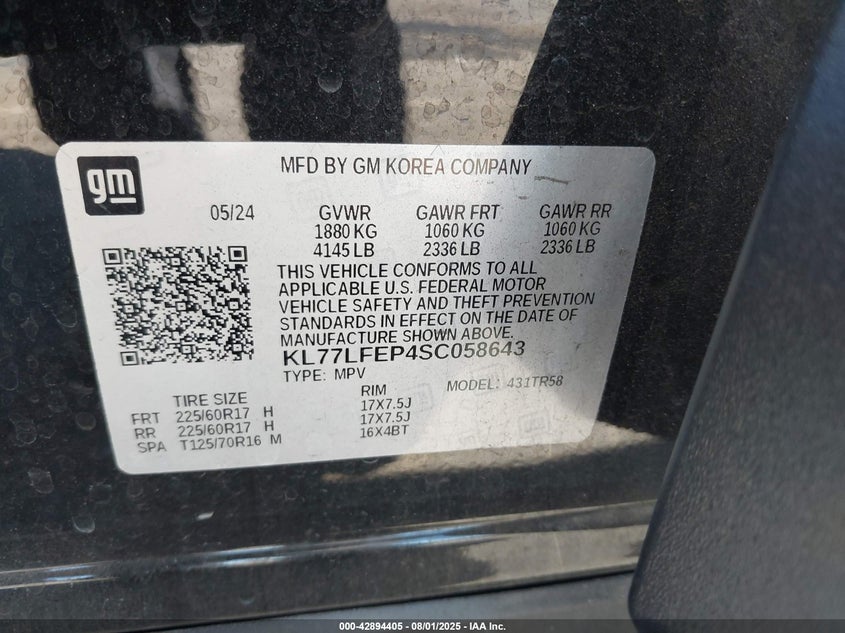 gm
MFD BY GM KOREA COMPANY
05/24 GVWR GAWR FRT GAWR RR
1880 KG 1060 KG 1060 KG
4145 LB 2336 LB 2336 LB
THIS VEHICLE CONFORMS TO ALL
APPLICABLE U.S. FEDERAL MOTOR
VEHICLE SAFETY AND THEFT PREVENTION
STANDARDS IN EFFECT ON THE DATE OF
MANUFACTURE SHOWN ABOVE.
KL77LFEP4SC058643
TYPE: MPV MODEL: 431TR58
TIRE SIZE RIM
FRT 225/60R17 H 17X7.5J
RR 225/60R17 H 17X7.5J
SPA T125/70R16 M 16X4BT
000-42894405 - 08/01/2025 - IAA Inc.